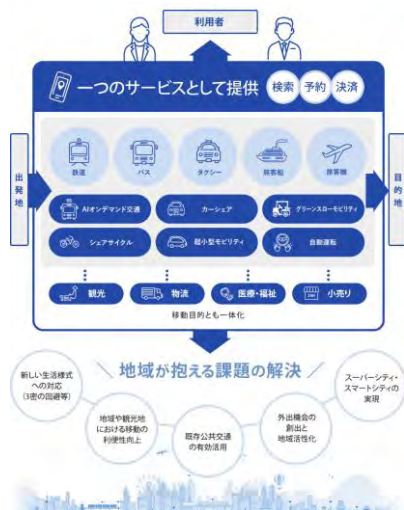 利用者
一つのサービスとして提供 検索 予約 決済
出発地
目的地
鉄道 バス タクシー 旅客船 旅客機
AIオンデマンド交通 カーシェア グリーンスローモビリティ
シェアサイクル 超小型モビリティ 自動運転
観光 物流 医療・福祉 小売り
移動目的とも一体化
地域が抱える課題の解決
新しい生活様式
への対応
(3密の回避等)
地域や観光地
における移動の
利便性向上
既存公共交通
の有効活用
外出機会の
創出と
地域活性化
スーパーシティ・
スマートシティの
実現